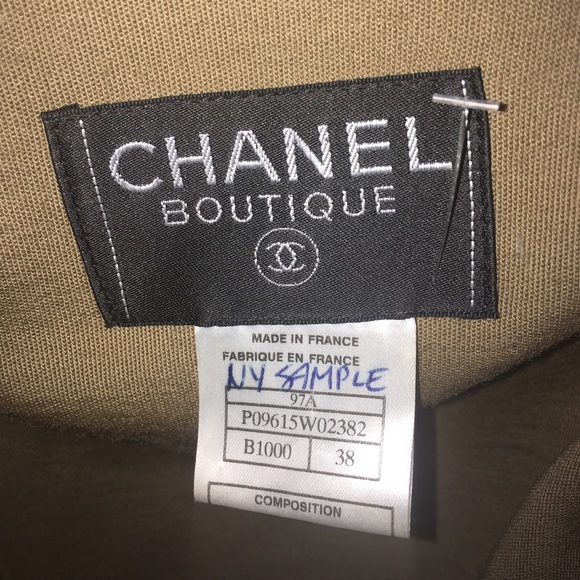 CHANEL
BOUTIQUE
MADE IN FRANCE
FABRIQUE EN FRANCE
NY SAMPLE
97A
P09615W02382
B1000 38
COMPOSITION